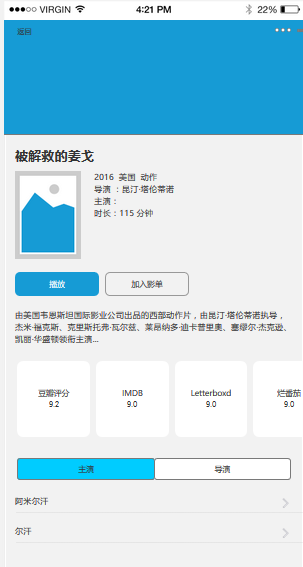 VIRGIN 4:21 PM 22%
返回
被解救的姜戈
2016 美国 动作
导演 ：昆汀·塔伦蒂诺
主演：
时长：115 分钟
播放 加入影单
由美国韦恩斯坦国际影业公司出品的西部动作片，由昆汀·塔伦蒂诺执导，
杰米·福克斯、克里斯托弗·瓦尔兹、莱昂纳多·迪卡普里奥、塞缪尔·杰克逊、
凯丽·华盛顿领衔主演...
豆瓣评分 IMDB Letterboxd 烂番茄
9.2 9.0 9.0 9.0
主演 导演
阿米尔汗
尔汗